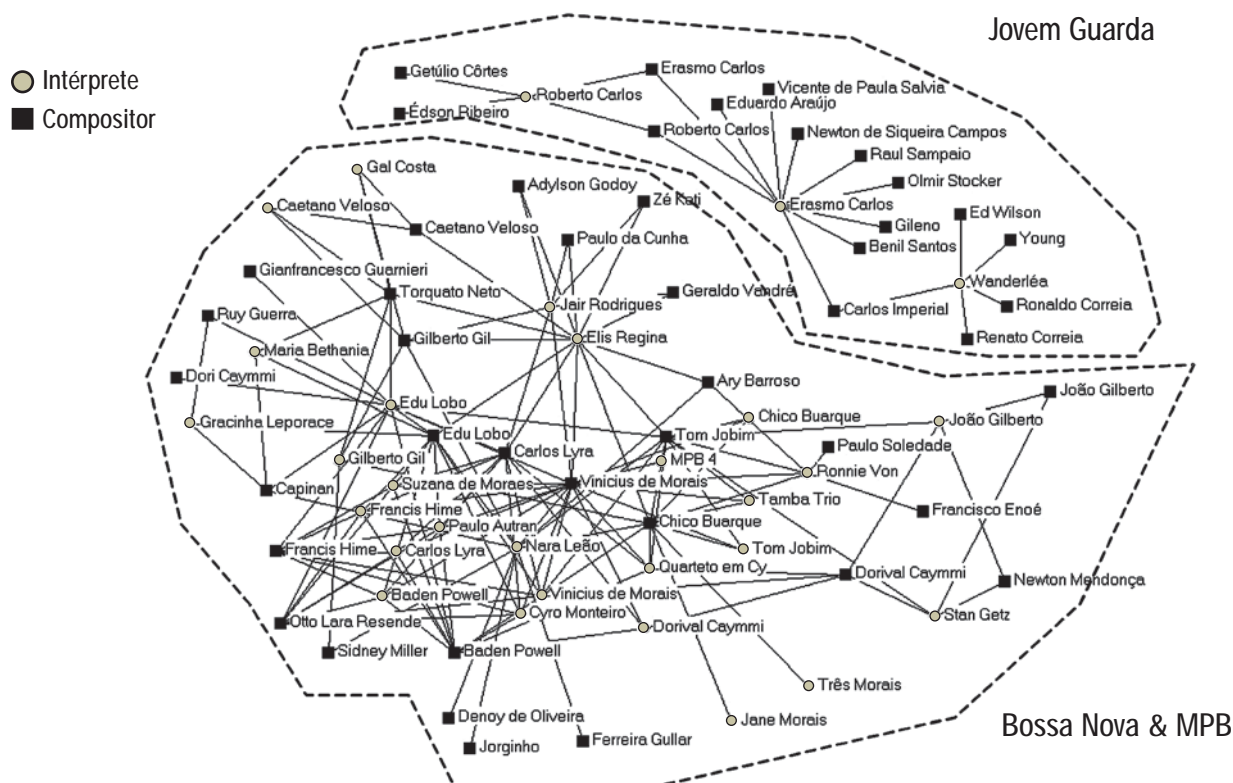 Jovem Guarda
Intérprete
Compositor
Getúlio Côrtes
Erasmo Carlos
Roberto Carlos
Vicente de Paula Salvia
Eduardo Araújo
Édson Ribeiro
Roberto Carlos
Newton de Siqueira Campos
Raul Sampaio
Olmir Stocker
Erasmo Carlos
Ed Wilson
Gileno
Young
Benil Santos
Wanderléa
Carlos Imperial
Ronaldo Correia
Renato Correia
Gal Costa
Adylson Godoy
Zé Keti
Caetano Veloso
Caetano Veloso
Paulo da Cunha
Gianfrancesco Guarnieri
Torquato Neto
Geraldo Vandré
Jair Rodrigues
Ruy Guerra
Gilberto Gil
Elis Regina
Maria Bethania
Dori Caymmi
Ary Barroso
João Gilberto
Edu Lobo
Chico Buarque
João Gilberto
Gracinha Leporace
Edu Lobo
Tom Jobim
Paulo Soledade
Carlos Lyra
MPB 4
Gilberto Gil
Ronnie Von
Suzana de Moraes
Vinicius de Morais
Capinan
Tamba Trio
Francis Hime
Francisco Enoé
Paulo Autran
Chico Buarque
Francis Hime
Carlos Lyra
Nara Leão
Tom Jobim
Quarteto em Cy
Dorival Caymmi
Newton Mendonça
Baden Powell
Vinicius de Morais
Cyro Monteiro
Stan Getz
Otto Lara Resende
Dorival Caymmi
Sidney Miller
Baden Powell
Três Morais
Denoy de Oliveira
Jane Morais
Bossa Nova & MPB
Jorginho
Ferreira Gullar